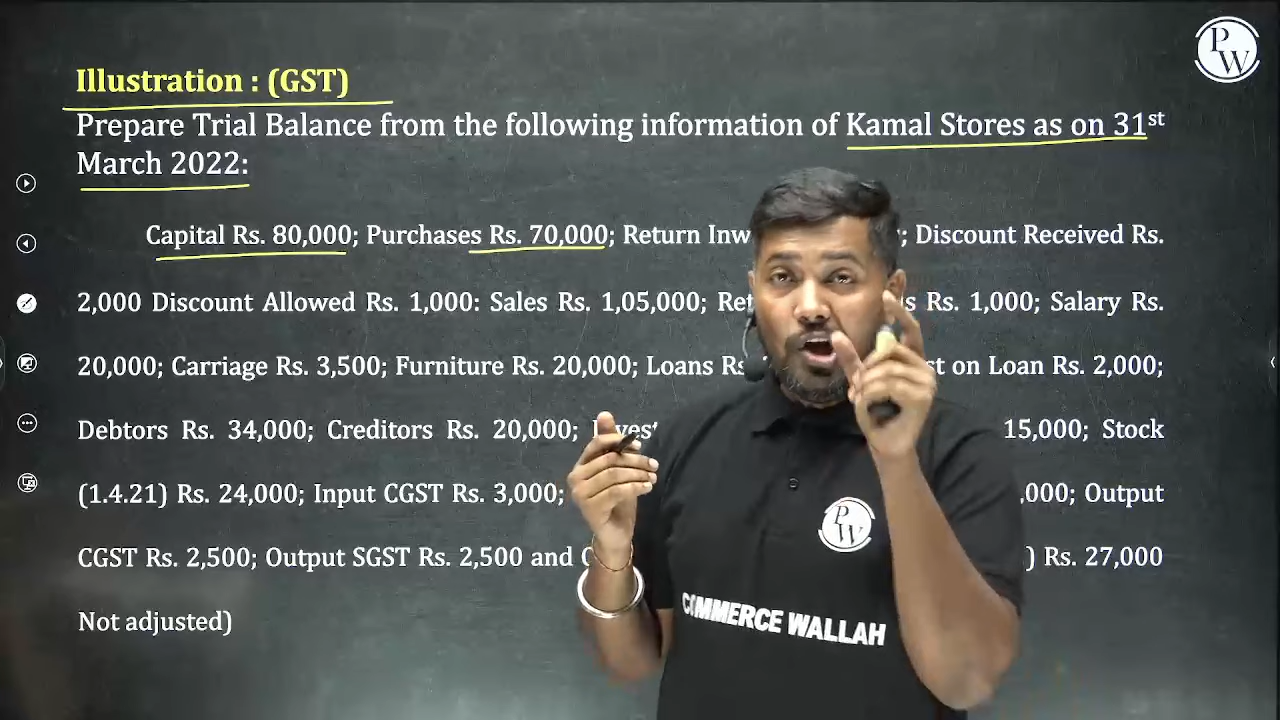 Illustration : (GST)
Prepare Trial Balance from the following information of Kamal Stores as on 31st
March 2022:
Capital Rs. 80,000; Purchases Rs. 70,000; Return ; Discount Received Rs.
2,000 Discount Allowed Rs. 1,000: Sales Rs. 1,05,000; Rs. 1,000; Salary Rs.
20,000; Carriage Rs. 3,500; Furniture Rs. 20,000; Loans on Loan Rs. 2,000;
Debtors Rs. 34,000; Creditors Rs. 20,000; 15,000; Stock
(1.4.21) Rs. 24,000; Input CGST Rs. 3,000; ,000; Output
CGST Rs. 2,500; Output SGST Rs. 2,500 and ) Rs. 27,000
Not adjusted)
PW
PW
COMMERCE WALLAH